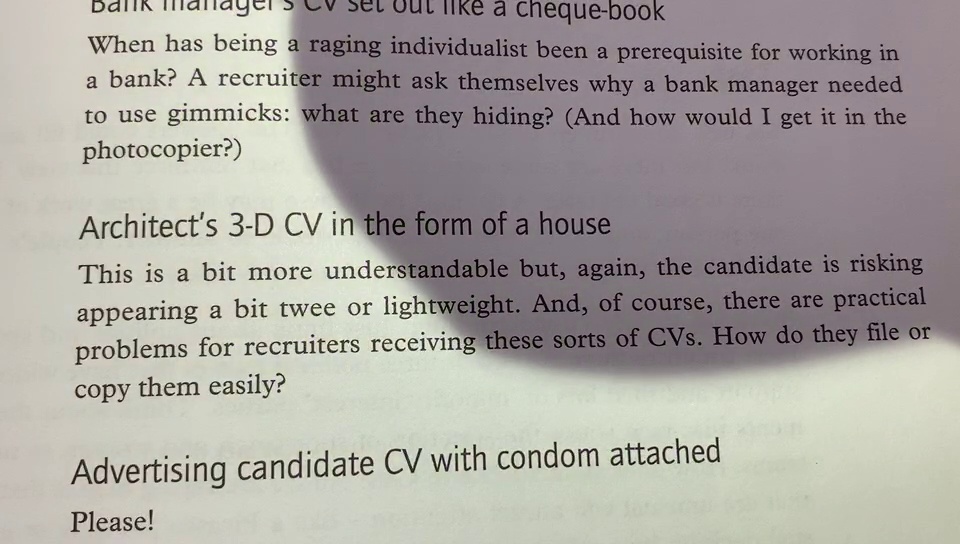 Bank manager's CV set out like a cheque-book
When has being a raging individualist been a prerequisite for working in
a bank? A recruiter might ask themselves why a bank manager needed
to use gimmicks: what are they hiding? (And how would I get it in the
photocopier?)
Architect's 3-D CV in the form of a house
This is a bit more understandable but, again, the candidate is risking
appearing a bit twee or lightweight. And, of course, there are practical
problems for recruiters receiving these sorts of CVs. How do they file or
copy them easily?
Advertising candidate CV with condom attached
Please!